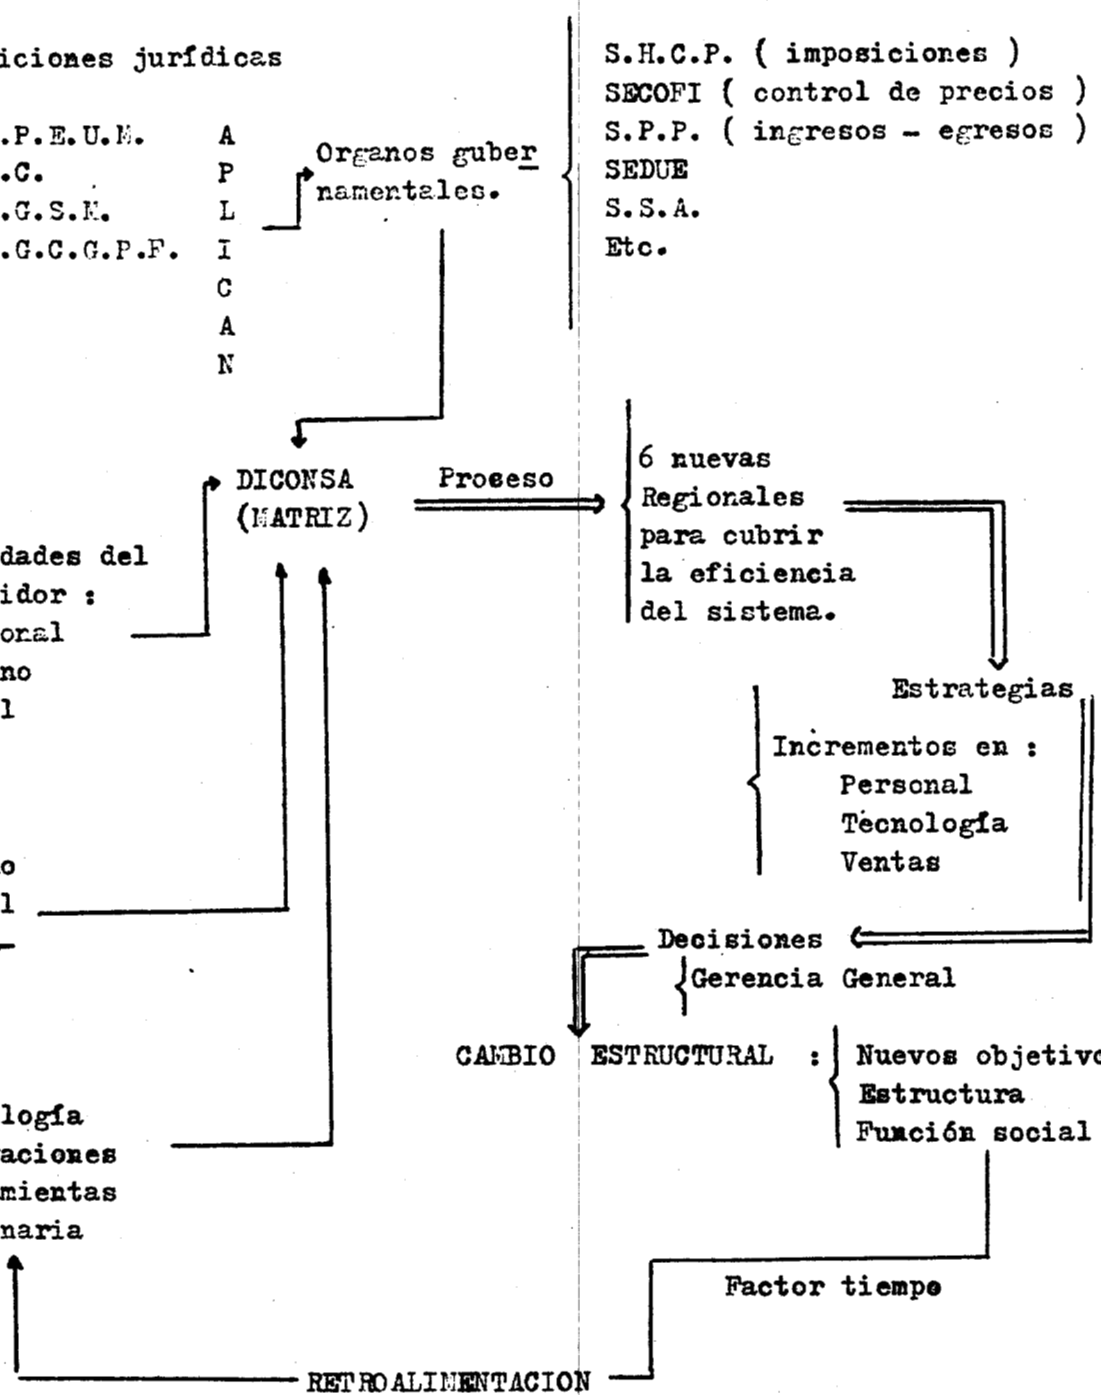 iciones jurídicas
.P.E.U.M.
.C.
.G.S.M.
.G.C.G.P.F.
A
P
L
I
C
A
N
Organos guber
namentales.
S.H.C.P. ( imposiciones )
SECOFI ( control de precios )
S.P.P. ( ingresos - egresos )
SEDUE
S.S.A.
Etc.
DICONSA
(MATRIZ)
Proceso
6 nuevas
Regionales
para cubrir
la eficiencia
del sistema.
dades del
idor :
onal
no
l
Estrategias
Incrementos en :
Personal
Tecnología
Ventas
o
l
Decisiones
Gerencia General
CAMBIO ESTRUCTURAL :
Nuevos objetivo
Estructura
Función social
logía
aciones
mientas
naria
Factor tiempo
RETROALIMENTACION